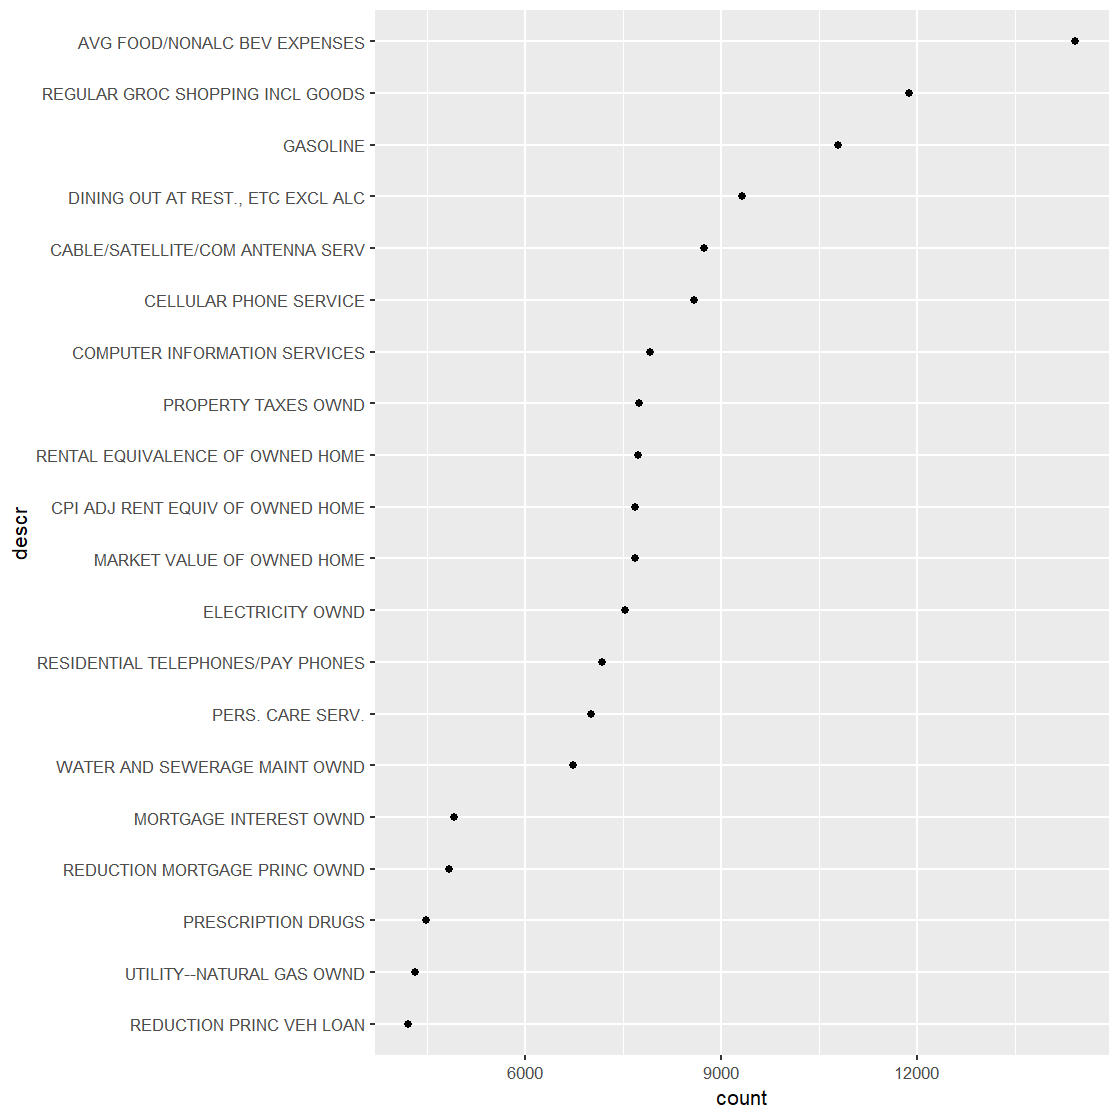 AVG FOOD/NONALC BEV EXPENSES
REGULAR GROC SHOPPING INCL GOODS
GASOLINE
DINING OUT AT REST., ETC EXCL ALC
CABLE/SATELLITE/COM ANTENNA SERV
CELLULAR PHONE SERVICE
COMPUTER INFORMATION SERVICES
PROPERTY TAXES OWND
RENTAL EQUIVALENCE OF OWNED HOME
CPI ADJ RENT EQUIV OF OWNED HOME
MARKET VALUE OF OWNED HOME
ELECTRICITY OWND
RESIDENTIAL TELEPHONES/PAY PHONES
PERS. CARE SERV.
WATER AND SEWERAGE MAINT OWND
MORTGAGE INTEREST OWND
REDUCTION MORTGAGE PRINC OWND
PRESCRIPTION DRUGS
UTILITY--NATURAL GAS OWND
REDUCTION PRINC VEH LOAN
descr
6000 9000 12000
count